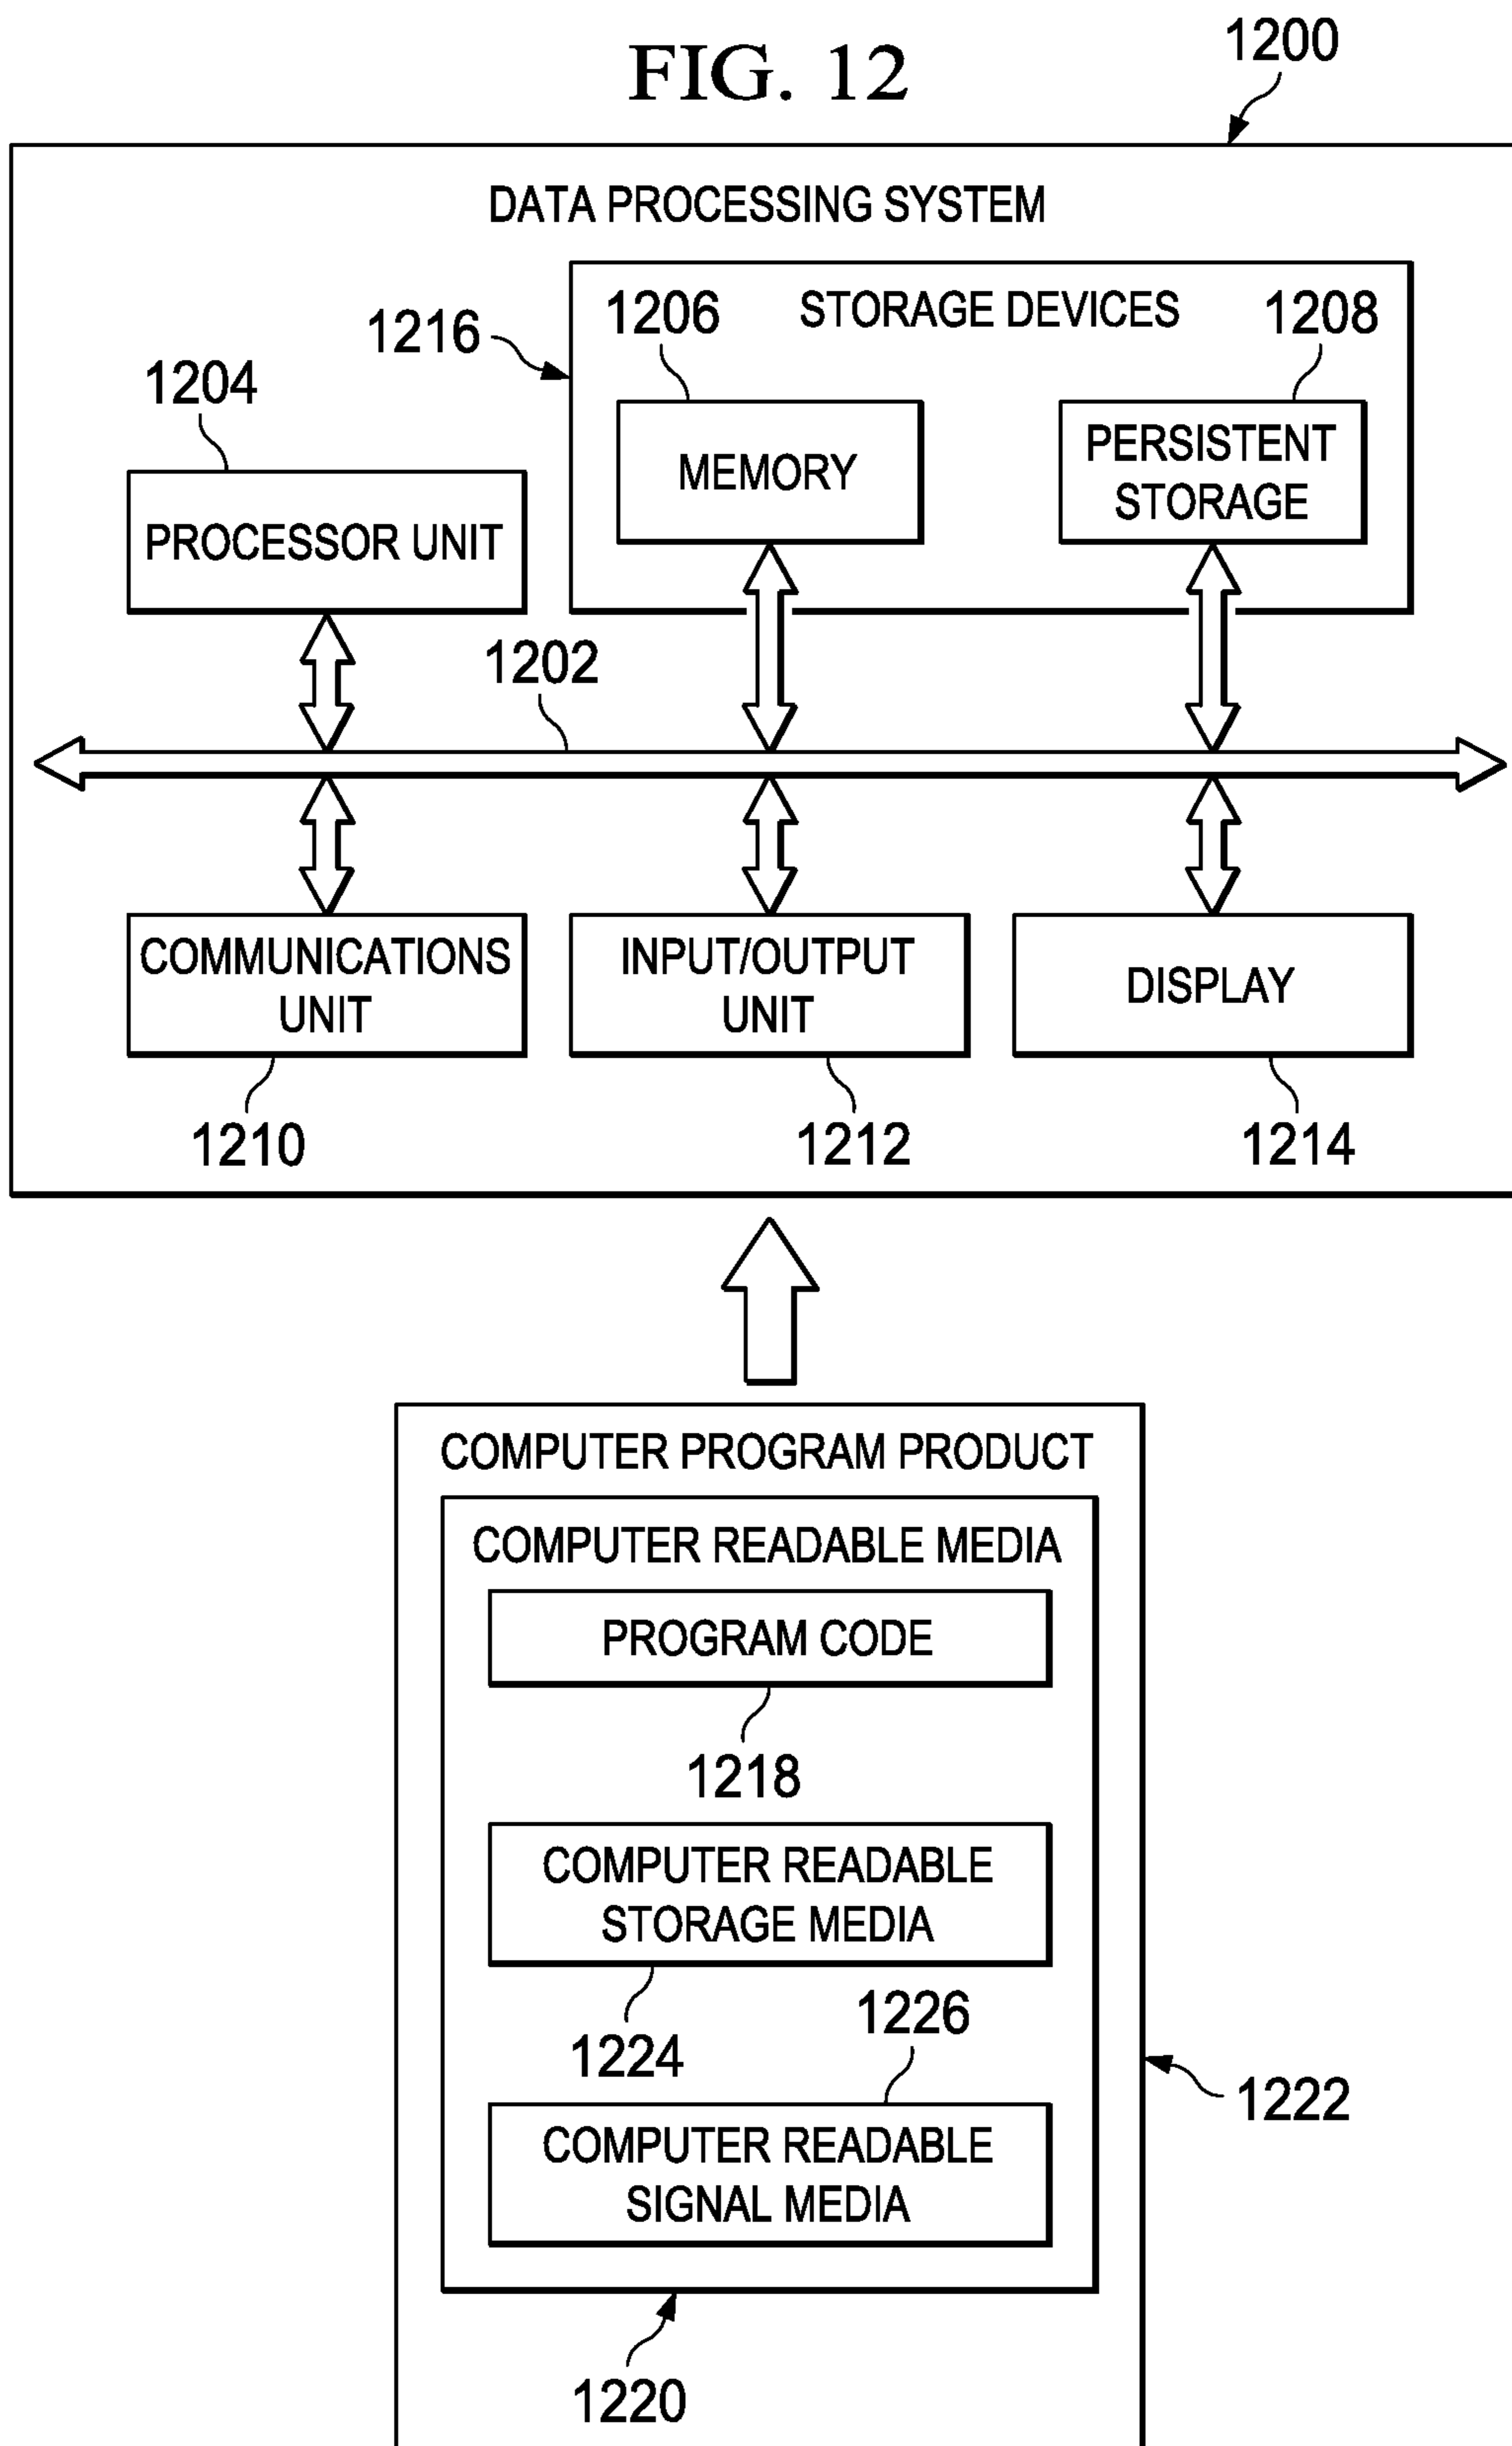 FIG. 12
1200
DATA PROCESSING SYSTEM
1216
1206
STORAGE DEVICES
1208
1204
MEMORY
PERSISTENT
STORAGE
PROCESSOR UNIT
1202
COMMUNICATIONS
UNIT
INPUT/OUTPUT
UNIT
DISPLAY
1210
1212
1214
COMPUTER PROGRAM PRODUCT
COMPUTER READABLE MEDIA
PROGRAM CODE
1218
COMPUTER READABLE
STORAGE MEDIA
1224
1226
COMPUTER READABLE
SIGNAL MEDIA
1222
1220